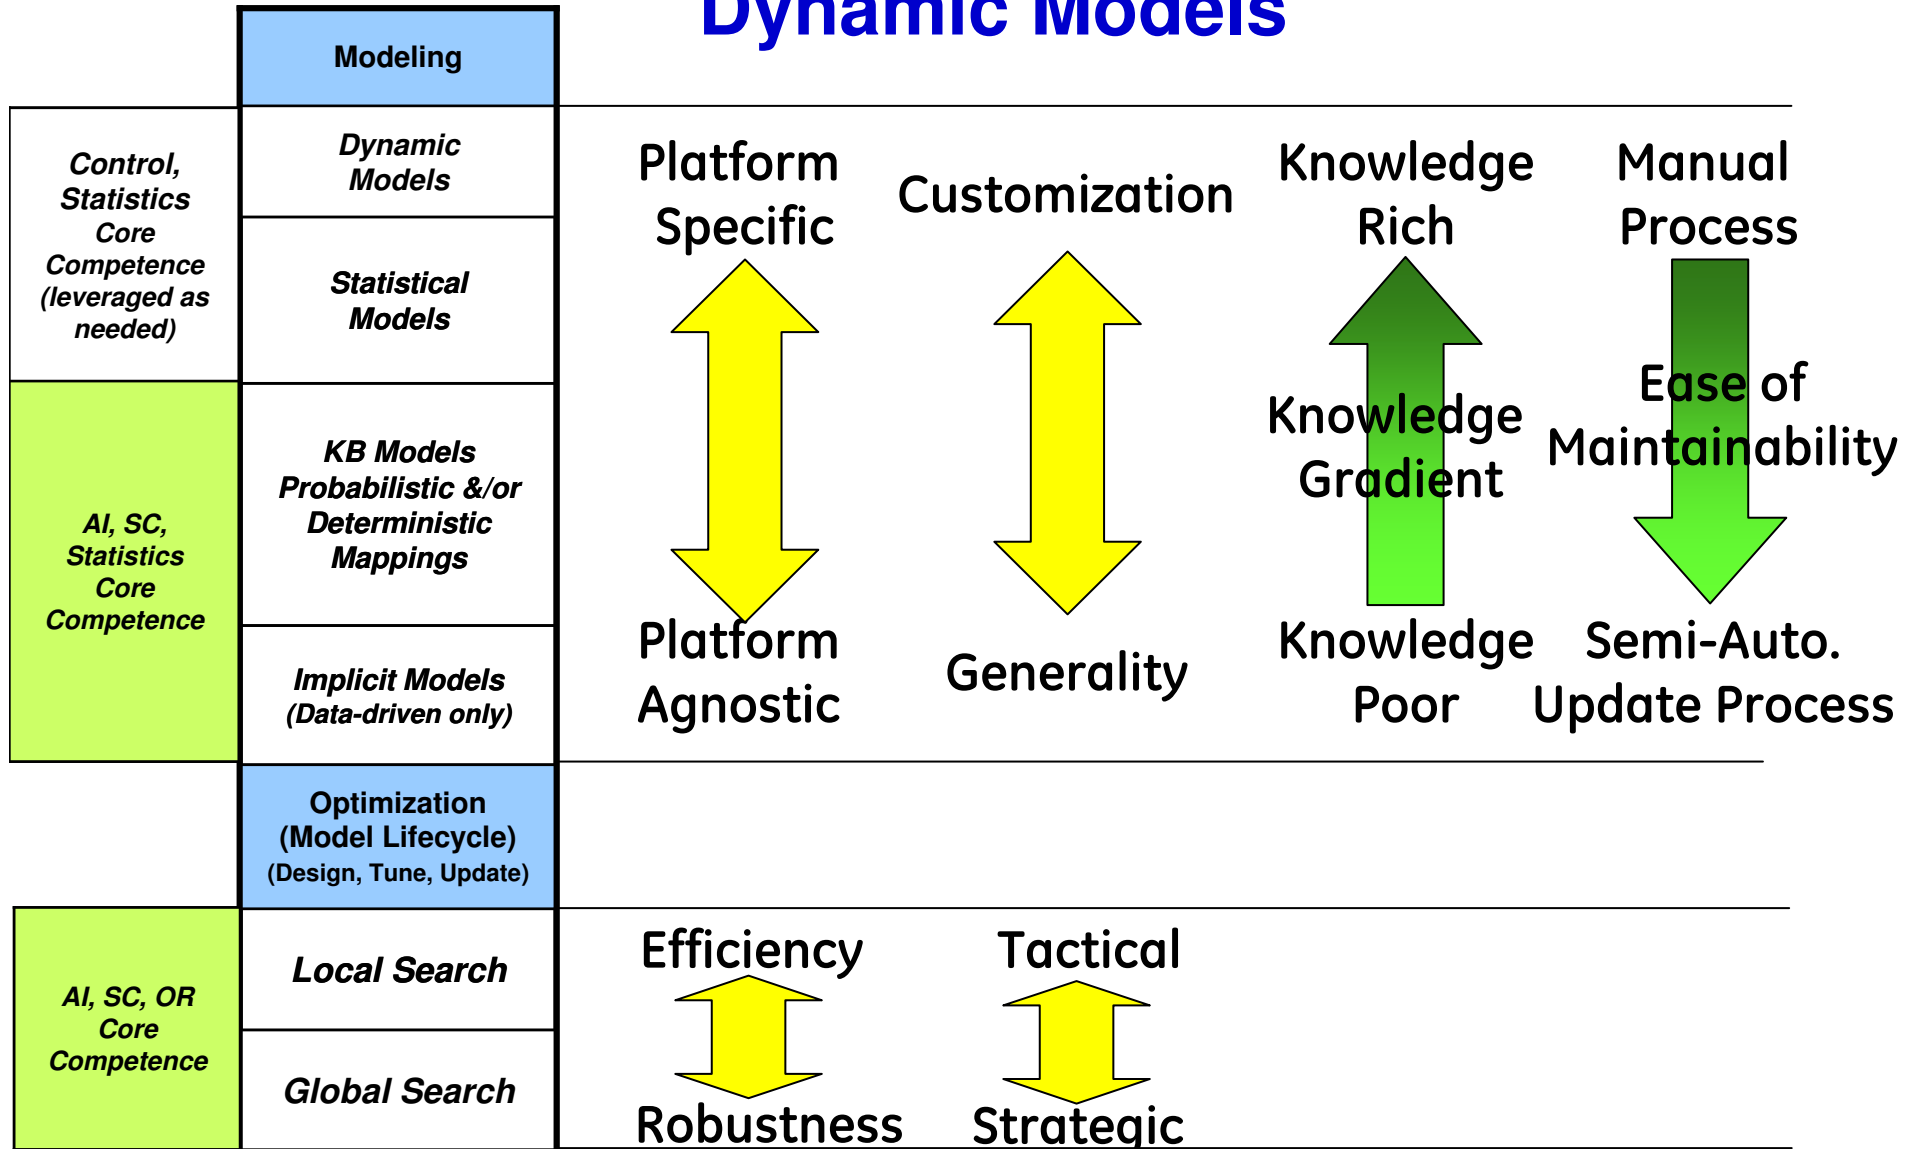 Dynamic Models
Modeling
Control,
Statistics
Core
Competence
(leveraged as
needed)
Dynamic
Models
Statistical
Models
Platform
Specific
Customization
Knowledge
Rich
Manual
Process
AI, SC,
Statistics
Core
Competence
KB Models
Probabilistic &/or
Deterministic
Mappings
Implicit Models
(Data-driven only)
Knowledge
Gradient
Ease of
Maintainability
Platform
Agnostic
Generality
Knowledge
Poor
Semi-Auto.
Update Process
Optimization
(Model Lifecycle)
(Design, Tune, Update)
AI, SC, OR
Core
Competence
Local Search
Global Search
Efficiency
Robustness
Tactical
Strategic